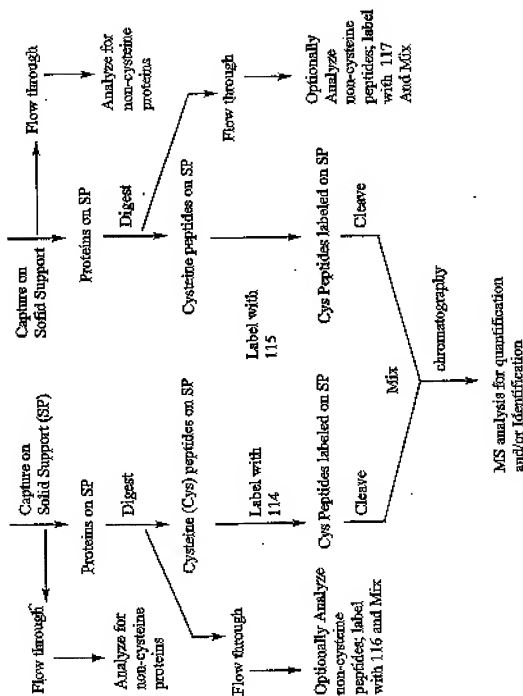 Capture on
Solid Support (SP)
Flow through
Proteins on SP
Analyze for
non-cysteine
proteins
Digest
Cysteine (Cys) peptides on SP
Flow through
Optionally Analyze
non-cysteine
peptides; label
with 116 and Mix
Label with
114
Cys Peptides labeled on SP
Cleave
Capture on
Solid Support
Flow through
Proteins on SP
Analyze for
non-cysteine
proteins
Digest
Cysteine peptides on SP
Flow through
Optionally
Analyze
non-cysteine
peptides; label
with 117
And Mix
Label with
115
Cys Peptides labeled on SP
Cleave
Mix
chromatography
MS analysis for quantification
and/or Identification